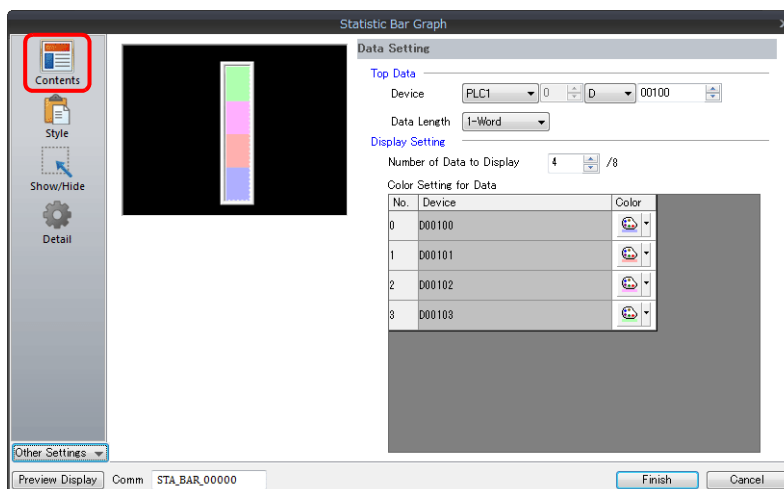 Statistic Bar Graph
Contents
Style
Show/Hide
Detail
Other Settings
Data Setting
Top Data
Device PLC1 0 D 00100
Data Length 1-Word
Display Setting
Number of Data to Display 4 /8
Color Setting for Data
No. Device Color
0 D00100
1 D00101
2 D00102
3 D00103
Preview Display Comm STA_BAR_00000 Finish Cancel